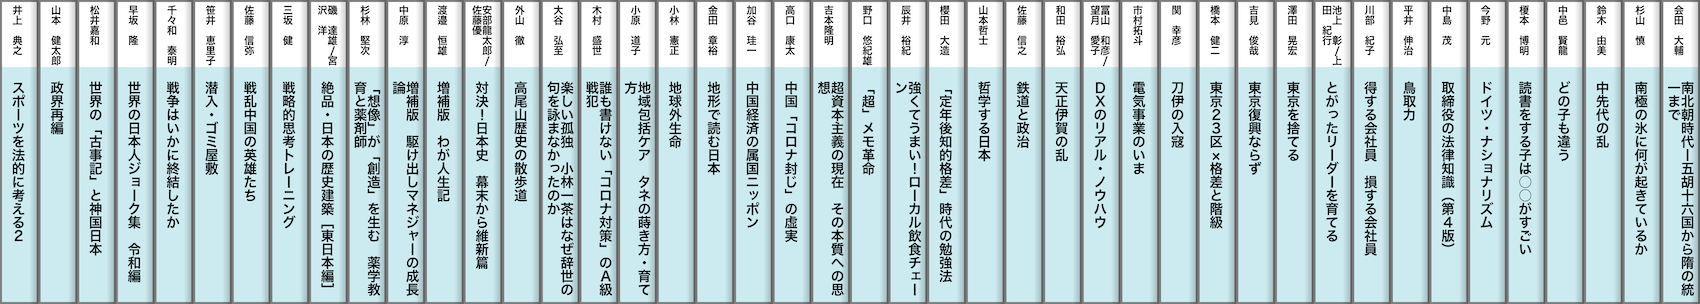 井上 典之
スポーツを法的に考える2
山本 健太郎
政界再編
松井嘉和
世界の「古事記」と神国日本
早坂 隆
世界の日本人ジョーク集 令和編
千々和 泰明
戦争はいかに終結したか
笹井 恵里子
潜入・ゴミ屋敷
佐藤 信弥
戦乱中国の英雄たち
三坂 健
戦略的思考トレーニング
磯 達雄/宮
沢 洋
絶品・日本の歴史建築[東日本編]
杉林 堅次
「想像」が「創造」を生む 薬学教
育と薬剤師
中原 淳
増補版 駆け出しマネジャーの成長
論
渡邉 恒雄
増補版 わが人生記
安部龍太郎/
佐藤優
対決!日本史 幕末から維新篇
外山 徹
高尾山歴史の散歩道
大谷 弘至
楽しい孤独 小林一茶はなぜ辞世の
句を詠まなかったのか
木村 盛世
誰も書けない「コロナ対策」のA級
戦犯
小原 道子
地域包括ケア タネの蒔き方・育て
方
小林 憲正
地球外生命
金田 章裕
地形で読む日本
加谷 珪一
中国経済の属国ニッポン
高口 康太
中国「コロナ封じ」の虚実
吉本隆明
超資本主義の現在 その本質への思
想
野口 悠紀雄
「超」メモ革命
辰井 裕紀
強くてうまい!ローカル飲食チェー
ン
櫻田 大造
「定年後知的格差」時代の勉強法
山本哲士
哲学する日本
佐藤 信之
鉄道と政治
和田 裕弘
天正伊賀の乱
冨山 和彦/
望月 愛子
DXのリアル・ノウハウ
市村拓斗
電気事業のいま
関 幸彦
刀伊の入寇
橋本 健二
東京23区×格差と階級
吉見 俊哉
東京復興ならず
澤田 晃宏
東京を捨てる
池上 彰/上
田 紀行
とがったリーダーを育てる
川部 紀子
得する会社員 損する会社員
平井 伸治
鳥取力
中島 茂
取締役の法律知識(第4版)
今野 元
ドイツ・ナショナリズム
榎本 博明
読書をする子は○○がすごい
中邑 賢龍
どの子も違う
鈴木 由美
中先代の乱
杉山 慎
南極の氷に何が起きているか
会田 大輔
南北朝時代―五胡十六国から隋の統
一まで